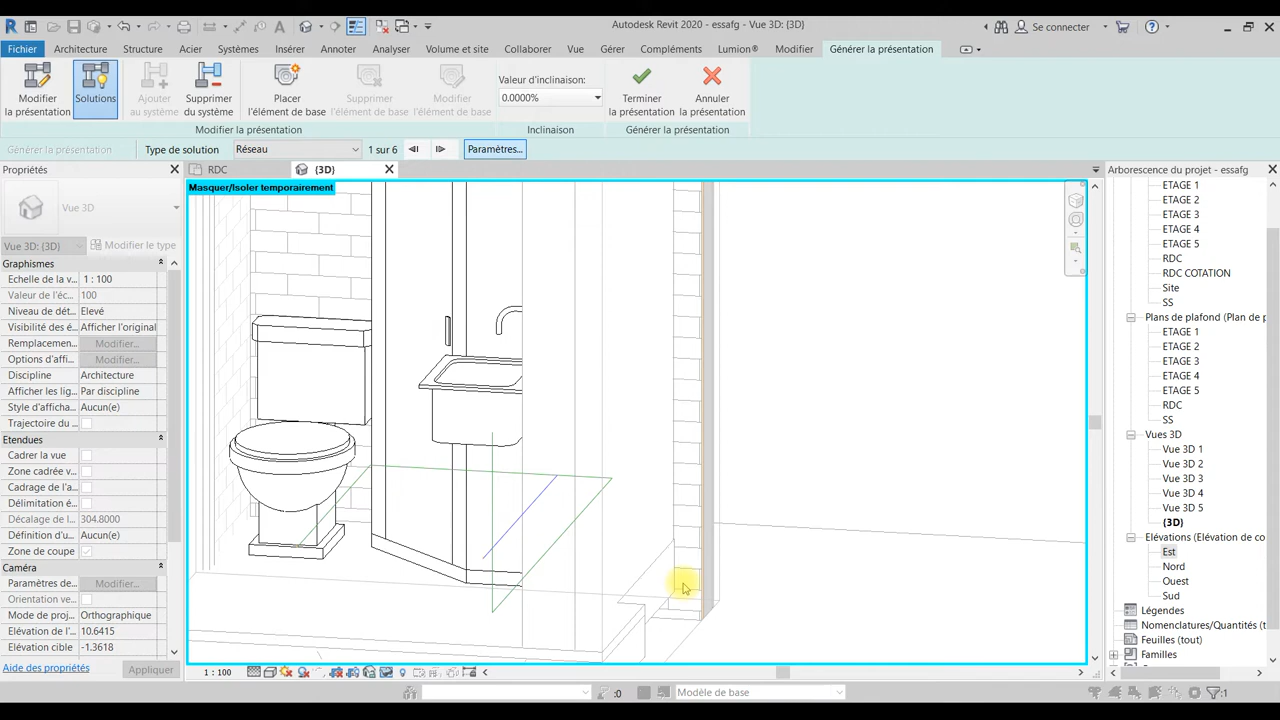 Autodesk Revit 2020 - essafg - Vue 3D: {3D}
Se connecter
Fichier Architecture Structure Acier Systèmes Insérer Annoter Analyser Volume et site Collaborer Vue Gérer Compléments Enscape™ Modifier Générer la présentation
Modifier la présentation
Solutions
Ajouter au système
Supprimer du système
Placer l'élément de base
Supprimer l'élément de base
Modifier l'élément de base
Valeur d'inclinaison:
0.0000%
Terminer la présentation
Annuler la présentation
Modifier la présentation Inclinaison Générer la présentation
Générer la présentation Type de solution Réseau 1 sur 6 Paramètres...
Propriétés
RDC
{3D}
Arborescence du projet - essafg
Masquer/Isoler temporairement
Vue 3D
Vue 3D: {3D} Modifier le type
Graphismes
Echelle de la v 1 : 100
Valeur de l'éc... 100
Niveau de dét... Elevé
Visibilité des é... Afficher l'original
Remplacemen... Modifier...
Options d'affi... Modifier...
Discipline Architecture
Afficher les lig... Par discipline
Style d'afficha... Aucun(e)
Trajectoire du
Etendues
Cadrer la vue
Zone cadrée v...
Cadrage de l'a...
Délimitation é...
Décalage de l... 304.8000
Définition d'u... Aucun(e)
Zone de coupe
Caméra
Paramètres de... Modifier...
Orientation ve...
Mode de proj... Orthographique
Elévation de l'... 10.6415
Elévation cible -1.3618
Aide des propriétés Appliquer
ETAGE 1
ETAGE 2
ETAGE 3
ETAGE 4
ETAGE 5
RDC
RDC COTATION
Site
SS
Plans de plafond (Plan de p
ETAGE 1
ETAGE 2
ETAGE 3
ETAGE 4
ETAGE 5
RDC
SS
Vues 3D
Vue 3D 1
Vue 3D 2
Vue 3D 3
Vue 3D 4
Vue 3D 5
{3D}
Elévations (Elévation de co
Est
Nord
Ouest
Sud
Légendes
Nomenclatures/Quantités (t
Feuilles (tout)
Familles
1 : 100
:0
Modèle de base
:1